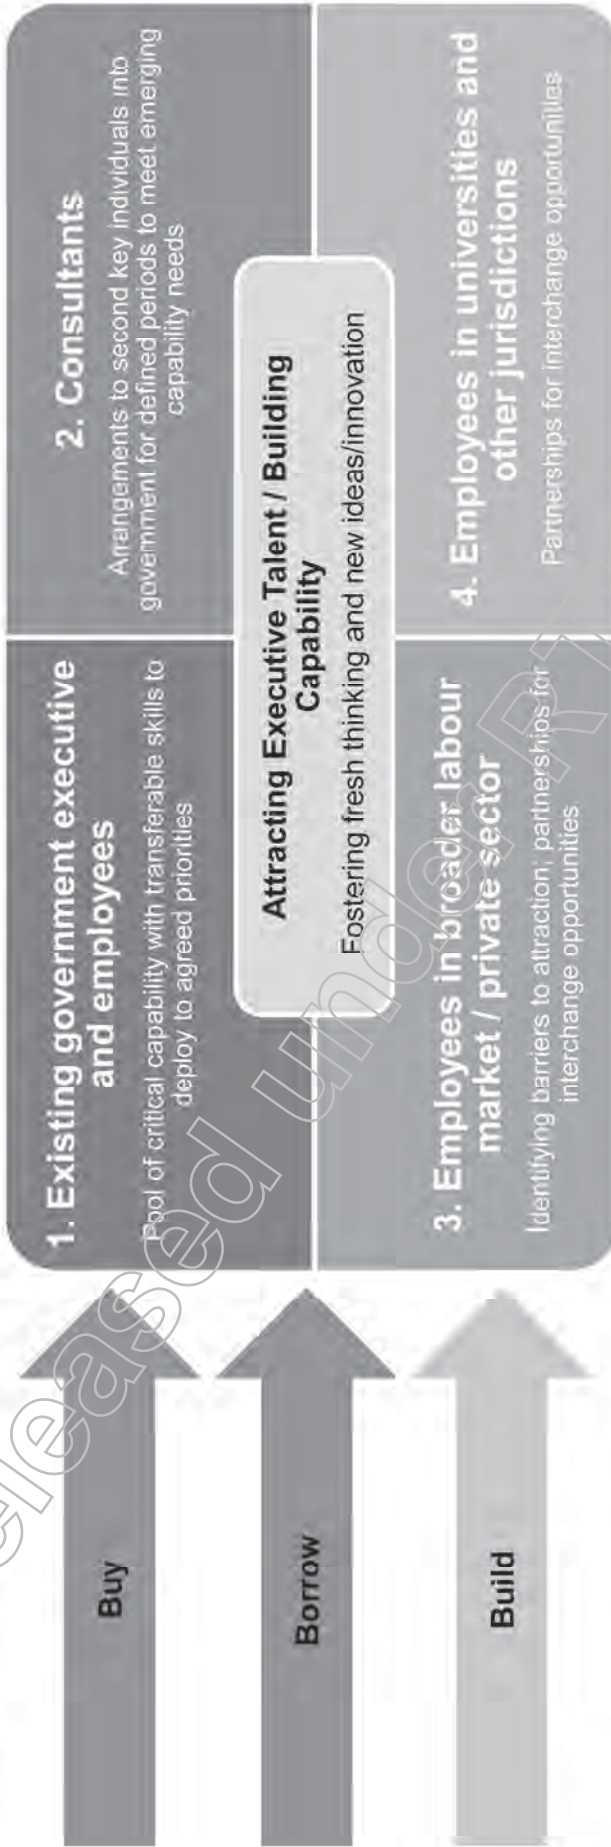 Buy
Borrow
Build
1. Existing government executive
and employees
Pool of critical capability with transferable skills to
deploy to agreed priorities
2. Consultants
Arrangements to second key individuals into
government for defined periods to meet emerging
capability needs
Attracting Executive Talent / Building
Capability
Fostering fresh thinking and new ideas/innovation
3. Employees in broader labour
market / private sector
Identifying barriers to attraction; partnerships for
interchange opportunities
4. Employees in universities and
other jurisdictions
Partnerships for interchange opportunities
Released under RT